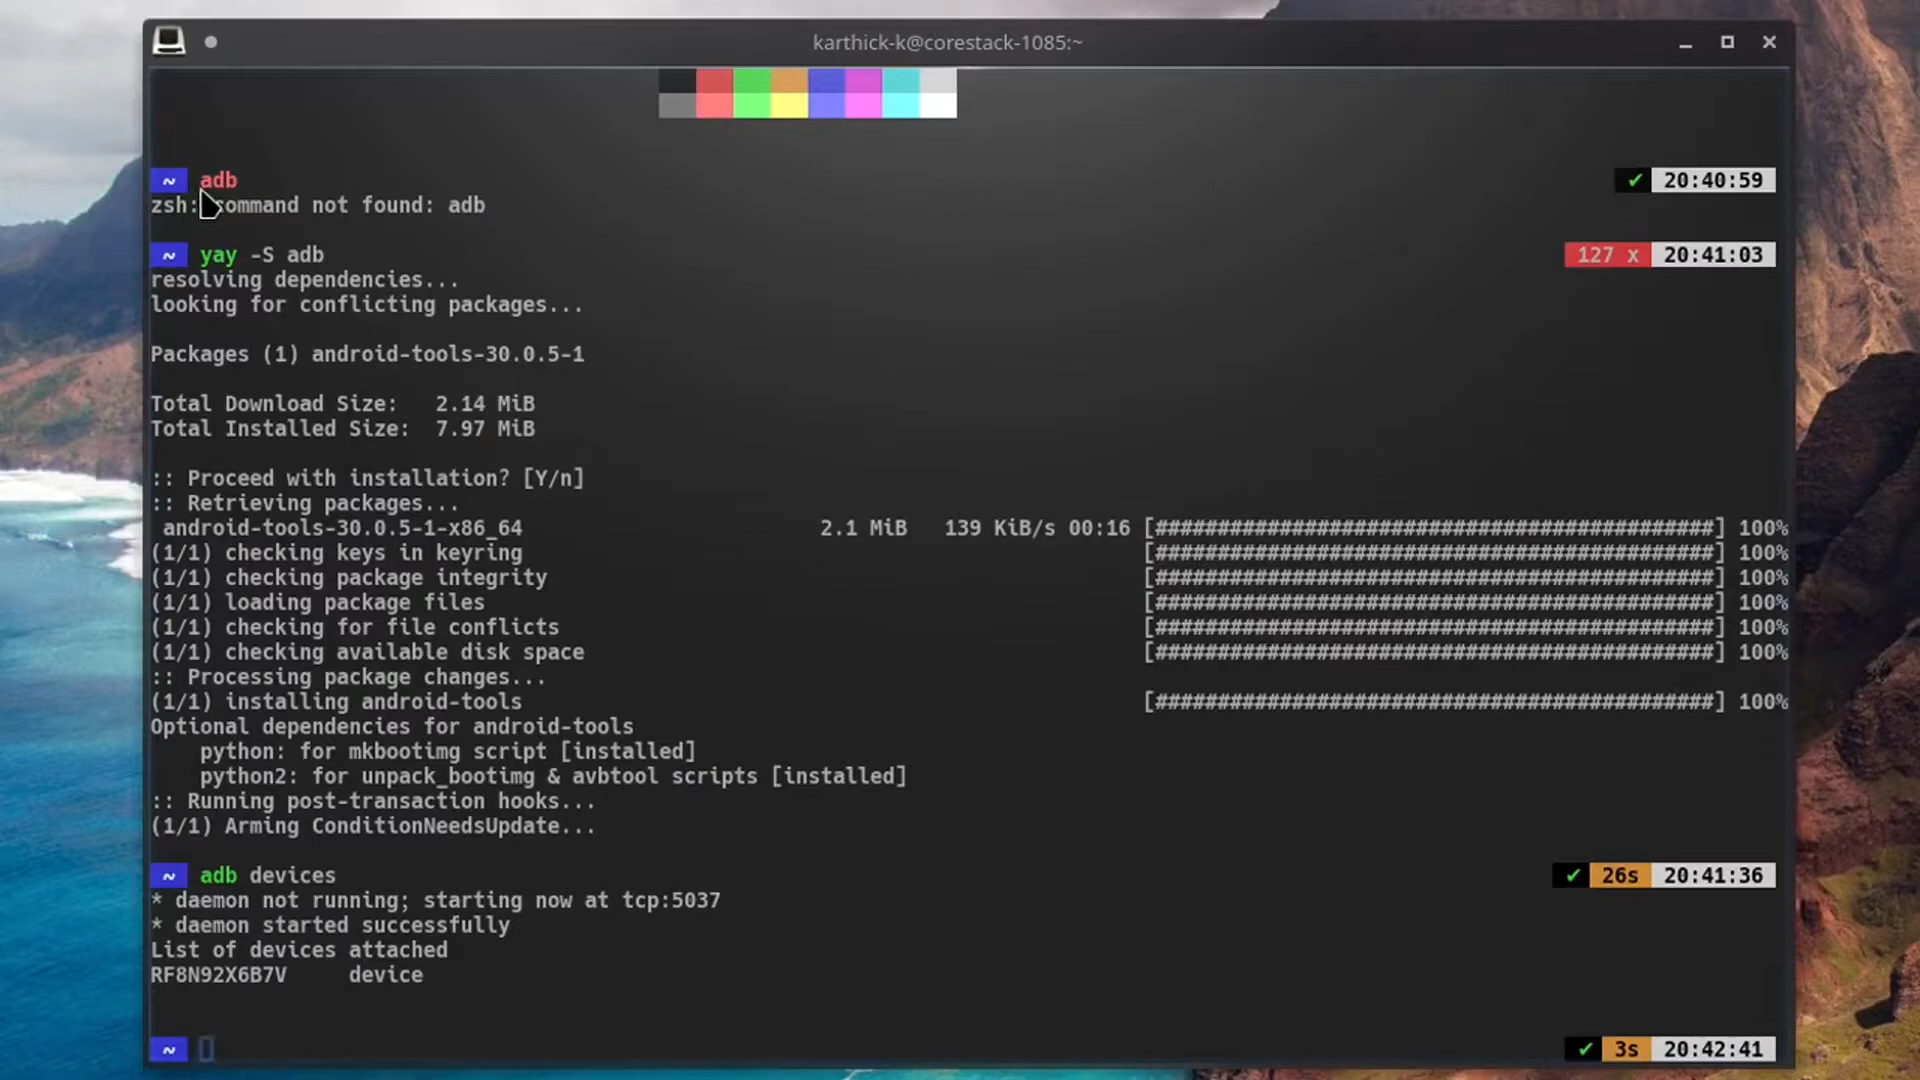 karthick-k@corestack-1085:~
~ adb ✔ 20:40:59
zsh: command not found: adb
~ yay -S adb 127 x 20:41:03
resolving dependencies...
looking for conflicting packages...
Packages (1) android-tools-30.0.5-1
Total Download Size: 2.14 MiB
Total Installed Size: 7.97 MiB
:: Proceed with installation? [Y/n]
:: Retrieving packages...
android-tools-30.0.5-1-x86_64 2.1 MiB 139 KiB/s 00:16 [#############################################] 100%
(1/1) checking keys in keyring [#############################################] 100%
(1/1) checking package integrity [#############################################] 100%
(1/1) loading package files [#############################################] 100%
(1/1) checking for file conflicts [#############################################] 100%
(1/1) checking available disk space [#############################################] 100%
:: Processing package changes...
(1/1) installing android-tools [#############################################] 100%
Optional dependencies for android-tools
python: for mkbootimg script [installed]
python2: for unpack_bootimg & avbtool scripts [installed]
:: Running post-transaction hooks...
(1/1) Arming ConditionNeedsUpdate...
~ adb devices ✔ 26s 20:41:36
* daemon not running; starting now at tcp:5037
* daemon started successfully
List of devices attached
RF8N92X6B7V device
~ ✔ 3s 20:42:41